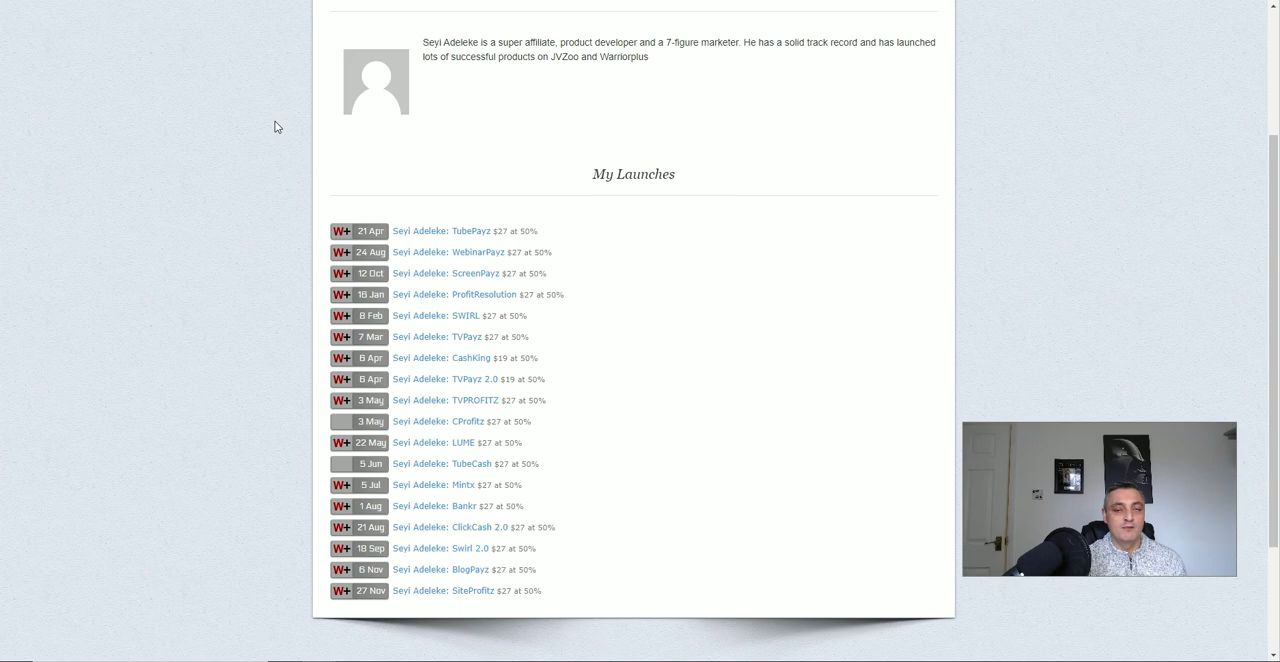 Seyi Adeleke is a super affiliate, product developer and a 7-figure marketer. He has a solid track record and has launched
lots of successful products on JVZoo and Warriorplus
My Launches
W+ 21 Apr Seyi Adeleke: TubePayz $27 at 50%
W+ 24 Aug Seyi Adeleke: WebinarPayz $27 at 50%
W+ 12 Oct Seyi Adeleke: ScreenPayz $27 at 50%
W+ 16 Jan Seyi Adeleke: ProfitResolution $27 at 50%
W+ 8 Feb Seyi Adeleke: SWIRL $27 at 50%
W+ 7 Mar Seyi Adeleke: TVPayz $27 at 50%
W+ 6 Apr Seyi Adeleke: CashKing $19 at 50%
W+ 6 Apr Seyi Adeleke: TVPayz 2.0 $19 at 50%
W+ 3 May Seyi Adeleke: TVPROFITZ $27 at 50%
3 May Seyi Adeleke: CProfitz $27 at 50%
W+ 22 May Seyi Adeleke: LUME $27 at 50%
5 Jun Seyi Adeleke: TubeCash $27 at 50%
W+ 5 Jul Seyi Adeleke: Mintx $27 at 50%
W+ 1 Aug Seyi Adeleke: Bankr $27 at 50%
W+ 21 Aug Seyi Adeleke: ClickCash 2.0 $27 at 50%
W+ 18 Sep Seyi Adeleke: Swirl 2.0 $27 at 50%
W+ 6 Nov Seyi Adeleke: BlogPayz $27 at 50%
W+ 27 Nov Seyi Adeleke: SiteProfitz $27 at 50%